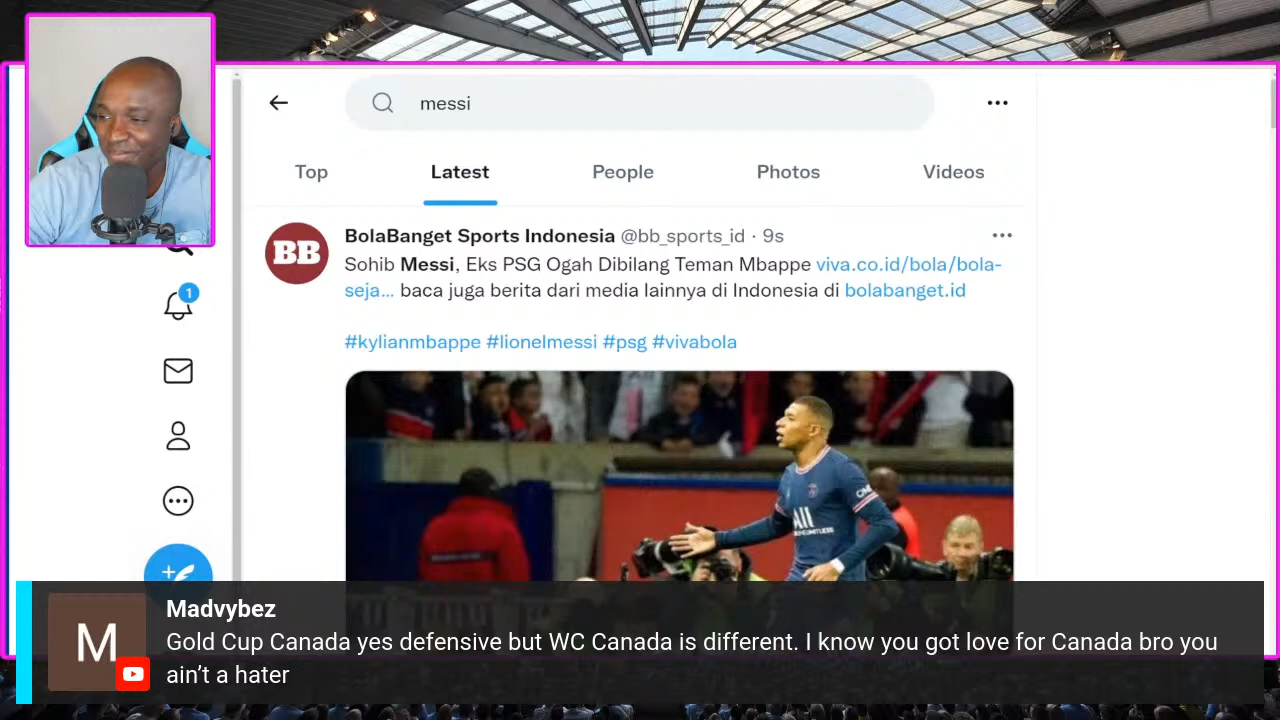 messi
Top Latest People Photos Videos
BB
BolaBanget Sports Indonesia @bb_sports_id · 9s
Sohib Messi, Eks PSG Ogah Dibilang Teman Mbappe viva.co.id/bola/bola-
seja... baca juga berita dari media lainnya di Indonesia di bolabanget.id
#kylianmbappe #lionelmessi #psg #vivabola
1
ALL
M
Madvybez
Gold Cup Canada yes defensive but WC Canada is different. I know you got love for Canada bro you
ain’t a hater